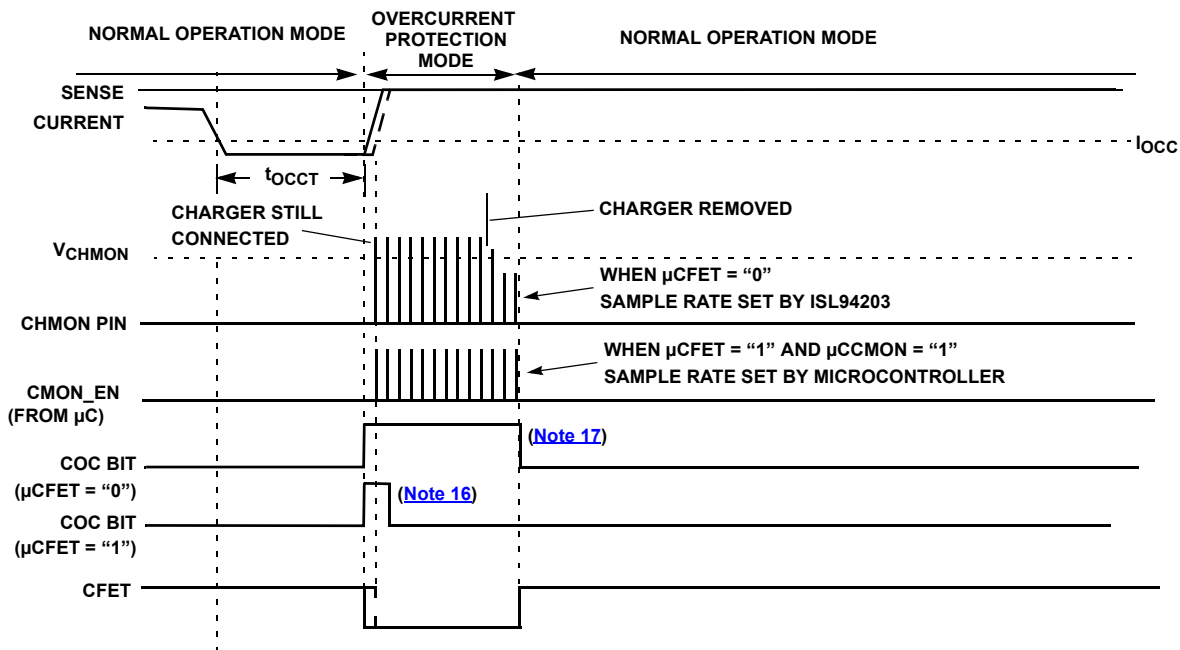 NORMAL OPERATION MODE
OVERCURRENT
PROTECTION
MODE
NORMAL OPERATION MODE
SENSE
CURRENT
IOCC
tOCCT
CHARGER STILL
CONNECTED
CHARGER REMOVED
VCHMON
WHEN µCFET = “0”
SAMPLE RATE SET BY ISL94203
CHMON PIN
WHEN µCFET = “1” AND µCCMON = “1”
SAMPLE RATE SET BY MICROCONTROLLER
CMON_EN
(FROM µC)
(Note 17)
COC BIT
(µCFET = “0”)
(Note 16)
COC BIT
(µCFET = “1”)
CFET